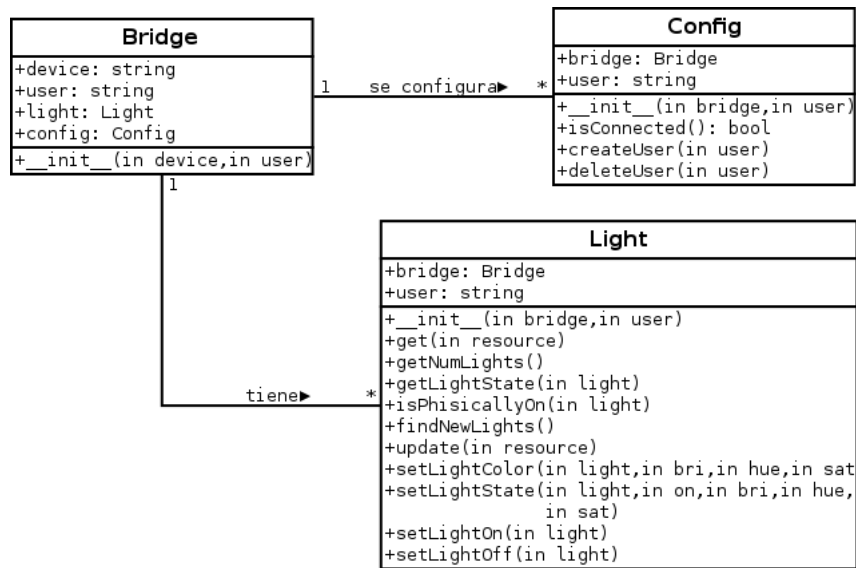 Bridge
+device: string
+user: string
+light: Light
+config: Config
+__init__(in device,in user)
1 se configura▶ *
Config
+bridge: Bridge
+user: string
+__init__(in bridge,in user)
+isConnected(): bool
+createUser(in user)
+deleteUser(in user)
1
tiene▶ *
Light
+bridge: Bridge
+user: string
+__init__(in bridge,in user)
+get(in resource)
+getNumLights()
+getLightState(in light)
+isPhisicallyOn(in light)
+findNewLights()
+update(in resource)
+setLightColor(in light,in bri,in hue,in sat
+setLightState(in light,in on,in bri,in hue,
in sat)
+setLightOn(in light)
+setLightOff(in light)